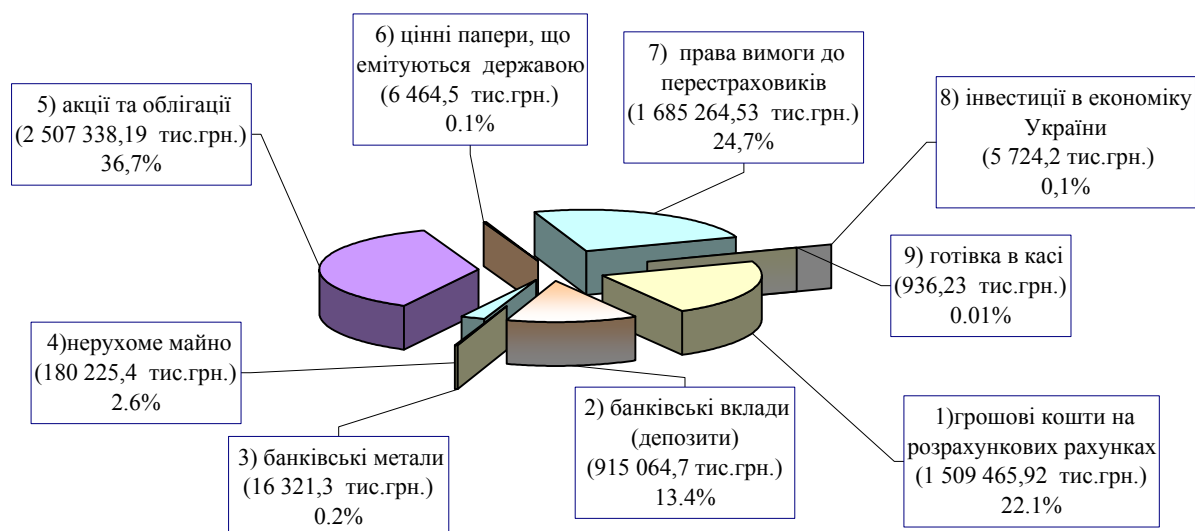 6) цінні папери, що
емітуються державою
(6 464,5 тис.грн.)
0.1%
7) права вимоги до
перестраховиків
(1 685 264,53 тис.грн.)
24,7%
5) акції та облігації
(2 507 338,19 тис.грн.)
36,7%
8) інвестиції в економіку
України
(5 724,2 тис.грн.)
0,1%
9) готівка в касі
(936,23 тис.грн.)
0.01%
4)нерухоме майно
(180 225,4 тис.грн.)
2.6%
3) банківські метали
(16 321,3 тис.грн.)
0.2%
2) банківські вклади
(депозити)
(915 064,7 тис.грн.)
13.4%
1)грошові кошти на
розрахункових рахунках
(1 509 465,92 тис.грн.)
22.1%